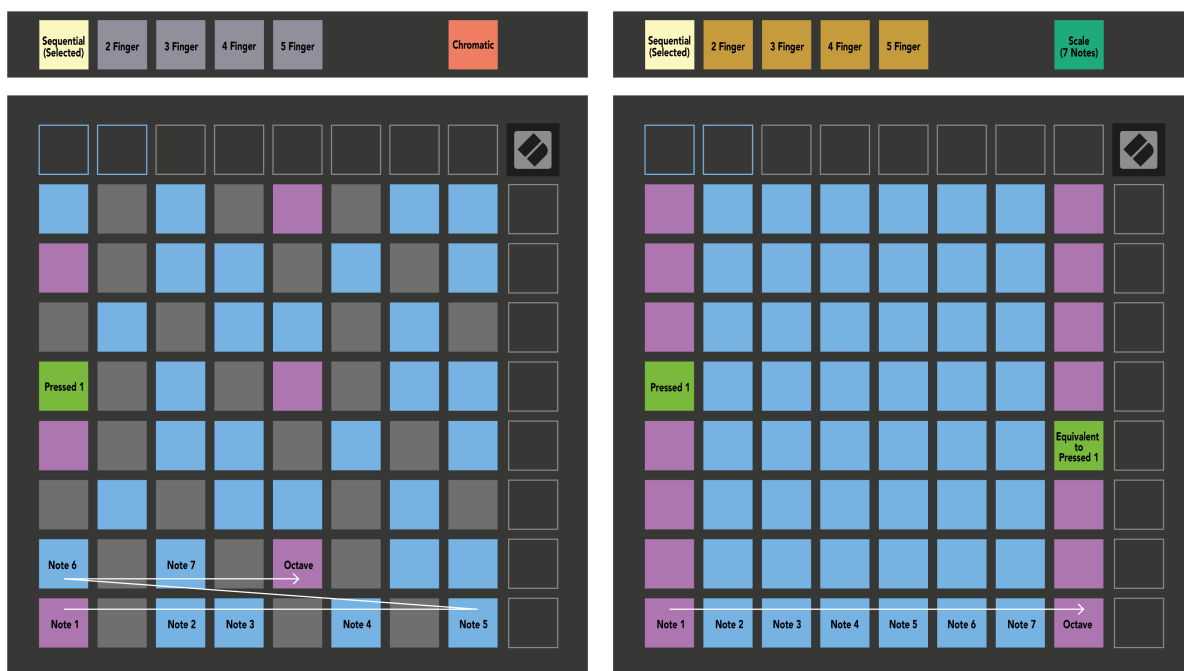 Sequential
(Selected)
2 Finger
3 Finger
4 Finger
5 Finger
Chromatic
Sequential
(Selected)
2 Finger
3 Finger
4 Finger
5 Finger
Scale
(7 Notes)
Pressed 1
Note 6
Note 7
Octave
Note 1
Note 2
Note 3
Note 4
Note 5
Pressed 1
Equivalent
to
Pressed 1
Note 1
Note 2
Note 3
Note 4
Note 5
Note 6
Note 7
Octave